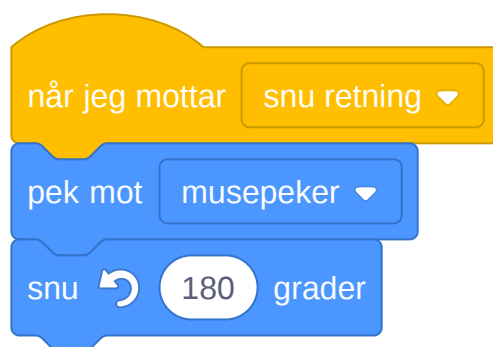 når jeg mottar snu retning
pek mot musepeker
snu 180 grader